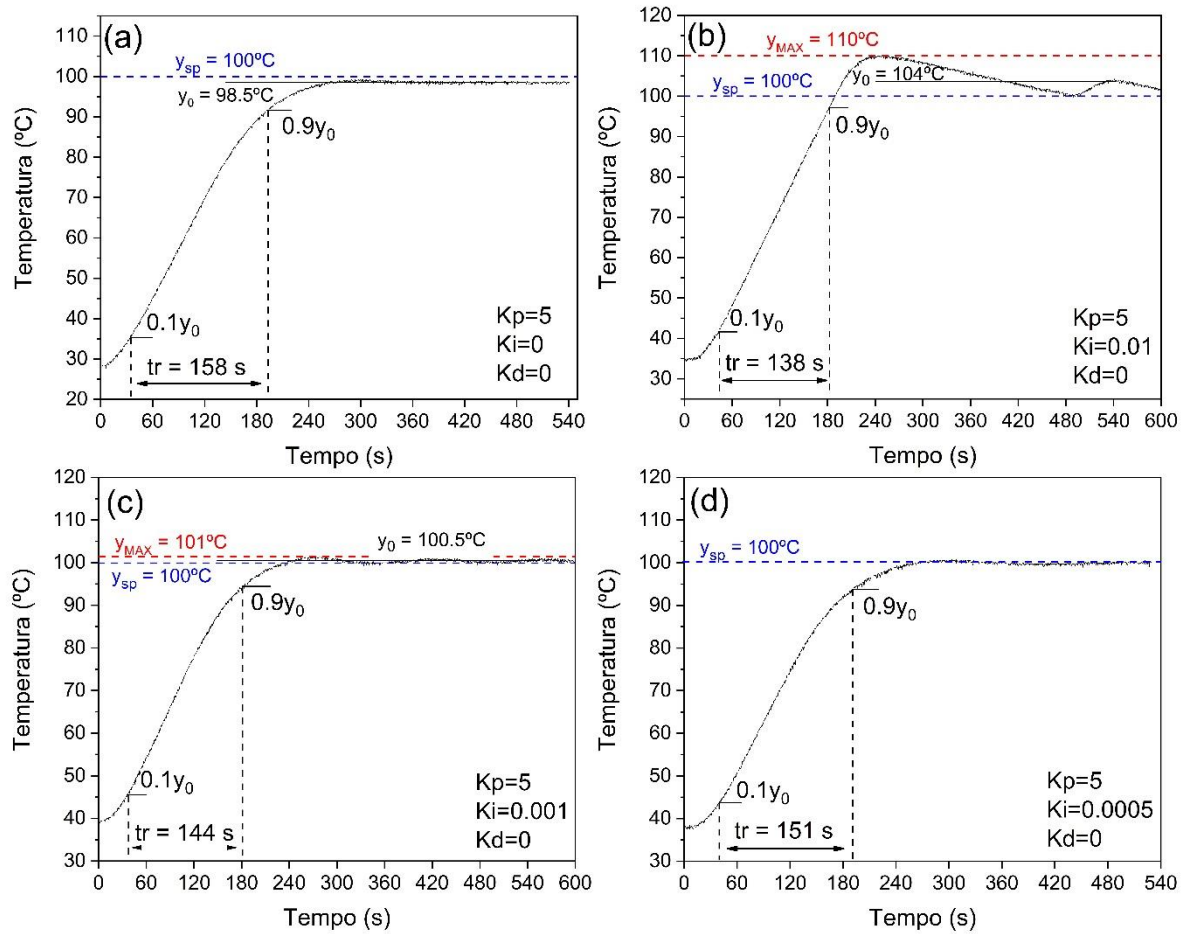 (a)
y_sp = 100ºC
y_0 = 98.5ºC
0.9y_0
0.1y_0
tr = 158 s
Kp=5
Ki=0
Kd=0
Temperatura (ºC)
120
110
100
90
80
70
60
50
40
30
20
0 60 120 180 240 300 360 420 480 540
Tempo (s)
(b)
y_MAX = 110ºC
y_sp = 100ºC
y_0 = 104ºC
0.9y_0
0.1y_0
tr = 138 s
Kp=5
Ki=0.01
Kd=0
Temperatura (ºC)
120
110
100
90
80
70
60
50
40
30
0 60 120 180 240 300 360 420 480 540 600
Tempo (s)
(c)
y_MAX = 101ºC
y_0 = 100.5ºC
y_sp = 100ºC
0.9y_0
0.1y_0
tr = 144 s
Kp=5
Ki=0.001
Kd=0
Temperatura (ºC)
120
110
100
90
80
70
60
50
40
30
0 60 120 180 240 300 360 420 480 540 600
Tempo (s)
(d)
y_sp = 100ºC
0.9y_0
0.1y_0
tr = 151 s
Kp=5
Ki=0.0005
Kd=0
Temperatura (ºC)
120
110
100
90
80
70
60
50
40
30
0 60 120 180 240 300 360 420 480 540
Tempo (s)